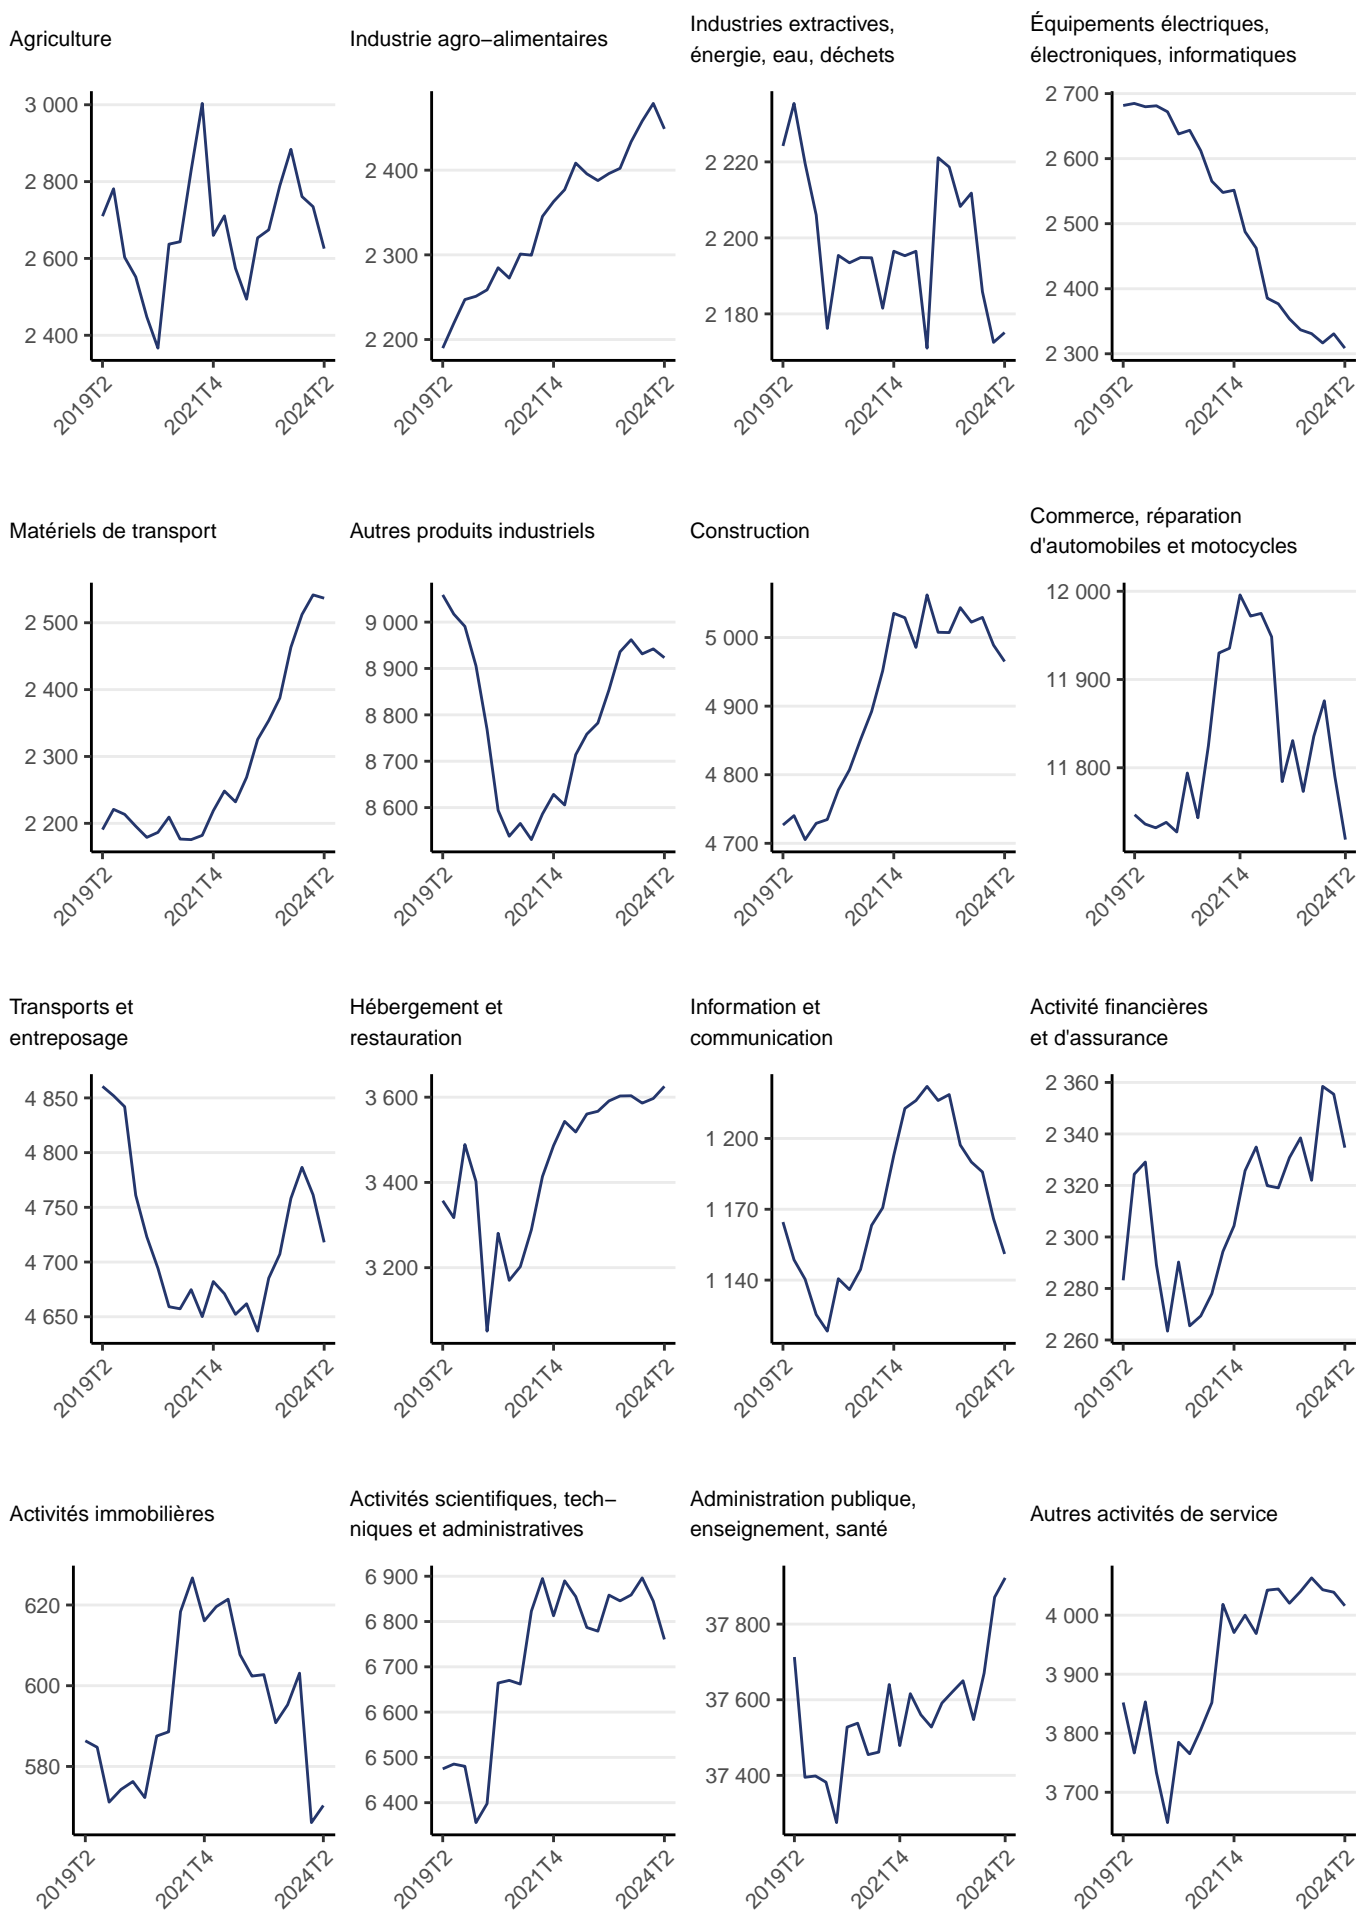 Agriculture
3 000
2 800
2 600
2 400
2019T2
2021T4
2024T2
Industrie agro−alimentaires
2 400
2 300
2 200
2019T2
2021T4
2024T2
Industries extractives,
énergie, eau, déchets
2 220
2 200
2 180
2019T2
2021T4
2024T2
Équipements électriques,
électroniques, informatiques
2 700
2 600
2 500
2 400
2 300
2019T2
2021T4
2024T2
Matériels de transport
2 500
2 400
2 300
2 200
2019T2
2021T4
2024T2
Autres produits industriels
9 000
8 900
8 800
8 700
8 600
2019T2
2021T4
2024T2
Construction
5 000
4 900
4 800
4 700
2019T2
2021T4
2024T2
Commerce, réparation
d'automobiles et motocycles
12 000
11 900
11 800
2019T2
2021T4
2024T2
Transports et
entreposage
4 850
4 800
4 750
4 700
4 650
2019T2
2021T4
2024T2
Hébergement et
restauration
3 600
3 400
3 200
2019T2
2021T4
2024T2
Information et
communication
1 200
1 170
1 140
2019T2
2021T4
2024T2
Activité financières
et d'assurance
2 360
2 340
2 320
2 300
2 280
2 260
2019T2
2021T4
2024T2
Activités immobilières
620
600
580
2019T2
2021T4
2024T2
Activités scientifiques, tech−
niques et administratives
6 900
6 800
6 700
6 600
6 500
6 400
2019T2
2021T4
2024T2
Administration publique,
enseignement, santé
37 800
37 600
37 400
2019T2
2021T4
2024T2
Autres activités de service
4 000
3 900
3 800
3 700
2019T2
2021T4
2024T2